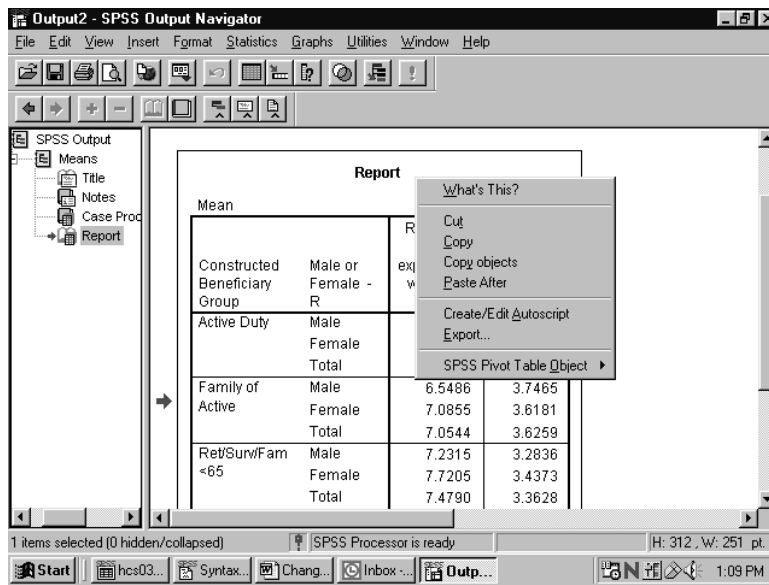 Output2 - SPSS Output Navigator
File Edit View Insert Format Statistics Graphs Utilities Window Help
SPSS Output
Means
Title
Notes
Case Proc
Report
Report
Mean
Constructed Beneficiary Group
Male or Female - R
R
exp
w
Active Duty Male
Female
Total
Family of Active Male 6.5486 3.7465
Female 7.0855 3.6181
Total 7.0544 3.6259
Ret/Surv/Fam <65 Male 7.2315 3.2836
Female 7.7205 3.4373
Total 7.4790 3.3628
What's This?
Cut
Copy
Copy objects
Paste After
Create/Edit Autoscript
Export...
SPSS Pivot Table Object
1 items selected (0 hidden/collapsed) SPSS Processor is ready H: 312 , W: 251 pt.
Start hcs03... Syntax... Chang... Inbox -... Outp... 1:09 PM